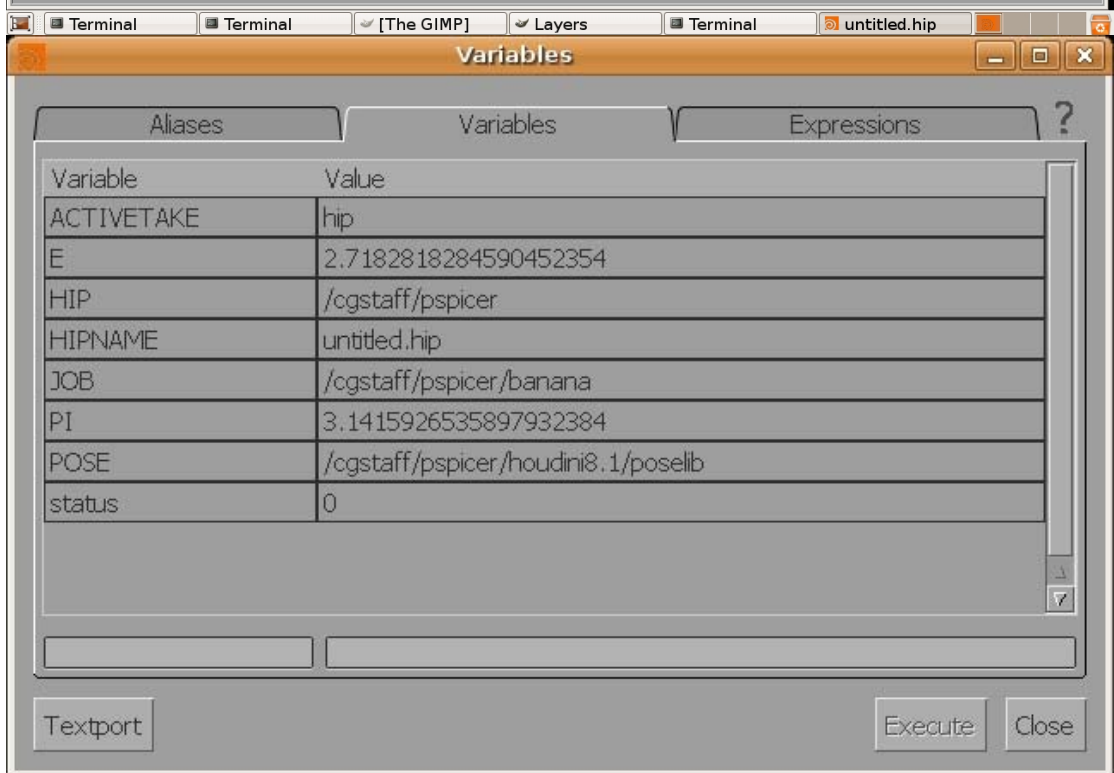 Terminal Terminal [The GIMP] Layers Terminal untitled.hip
Variables
Aliases Variables Expressions ?
Variable Value
ACTIVETAKE hip
E 2.7182818284590452354
HIP /cgstaff/pspicer
HIPNAME untitled.hip
JOB /cgstaff/pspicer/banana
PI 3.1415926535897932384
POSE /cgstaff/pspicer/houdini8.1/poselib
status 0
Textport Execute Close